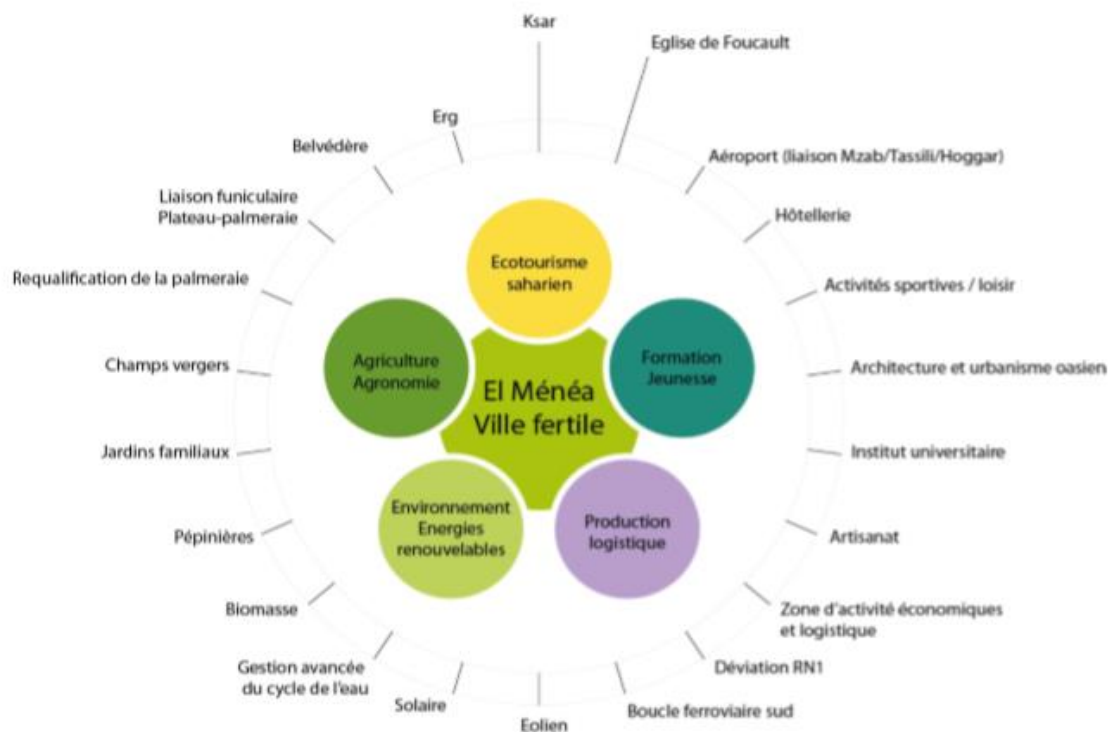 Ksar
Eglise de Foucault
Erg
Belvédère
Aéroport (liaison Mzab/Tassili/Hoggar)
Liaison funiculaire
Plateau-palmeraie
Hôtellerie
Requalification de la palmeraie
Activités sportives / loisir
Ecotourisme
saharien
Champs vergers
Agriculture
Agronomie
El Ménéa
Ville fertile
Formation
Jeunesse
Architecture et urbanisme oasien
Jardins familiaux
Institut universitaire
Pépinières
Environnement
Energies
renouvelables
Production
logistique
Artisanat
Biomasse
Zone d'activité économiques
et logistique
Gestion avancée
du cycle de l'eau
Déviation RN1
Solaire
Eolien
Boucle ferroviaire sud